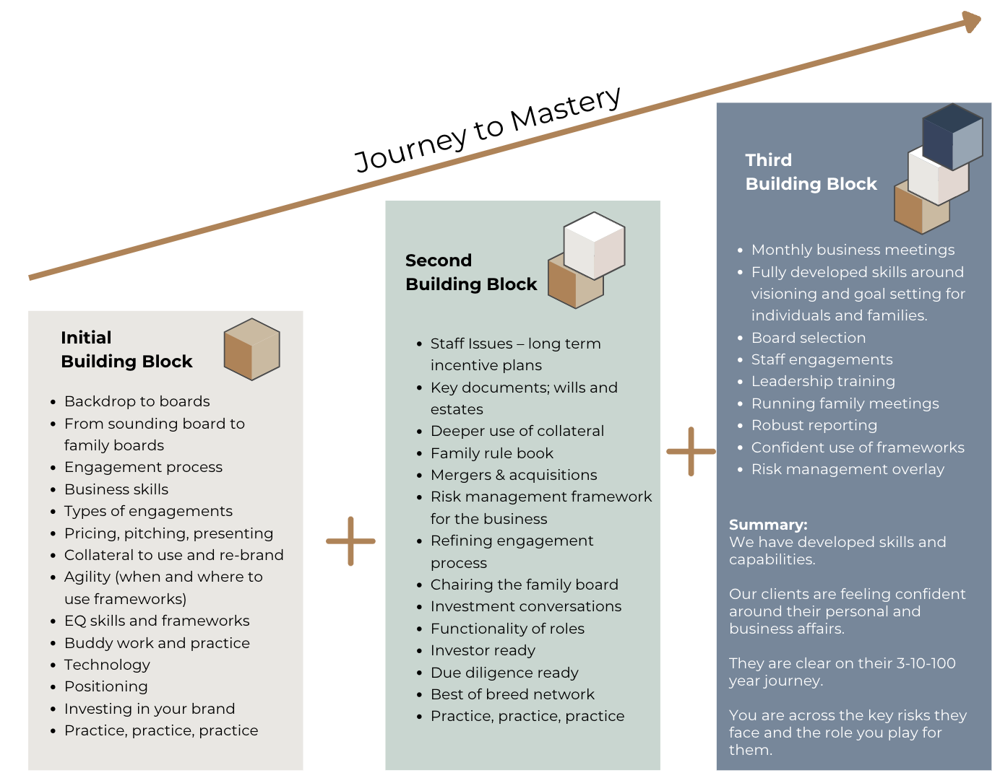 Journey to Mastery
Initial
Building Block
• Backdrop to boards
• From sounding board to
family boards
• Engagement process
• Business skills
• Types of engagements
• Pricing, pitching, presenting
• Collateral to use and re-brand
• Agility (when and where to
use frameworks)
• EQ skills and frameworks
• Buddy work and practice
• Technology
• Positioning
• Investing in your brand
• Practice, practice, practice
Second
Building Block
• Staff Issues – long term
incentive plans
• Key documents; wills and
estates
• Deeper use of collateral
• Family rule book
• Mergers & acquisitions
• Risk management framework
for the business
• Refining engagement
process
• Chairing the family board
• Investment conversations
• Functionality of roles
• Investor ready
• Due diligence ready
• Best of breed network
• Practice, practice, practice
Third
Building Block
• Monthly business meetings
• Fully developed skills around
visioning and goal setting for
individuals and families.
• Board selection
• Staff engagements
• Leadership training
• Running family meetings
• Robust reporting
• Confident use of frameworks
• Risk management overlay
Summary:
We have developed skills and
capabilities.
Our clients are feeling confident
around their personal and
business affairs.
They are clear on their 3-10-100
year journey.
You are across the key risks they
face and the role you play for
them.